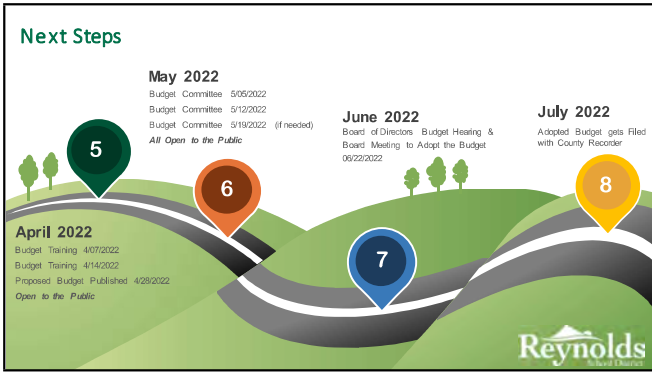 Next Steps
May 2022
Budget Committee 5/05/2022
Budget Committee 5/12/2022
Budget Committee 5/19/2022 (if needed)
All Open to the Public
June 2022
Board of Directors Budget Hearing &
Board Meeting to Adopt the Budget
06/22/2022
July 2022
Adopted Budget gets Filed
with County Recorder
5
6
7
8
April 2022
Budget Training 4/07/2022
Budget Training 4/14/2022
Proposed Budget Published 4/28/2022
Open to the Public
Reynolds
School District